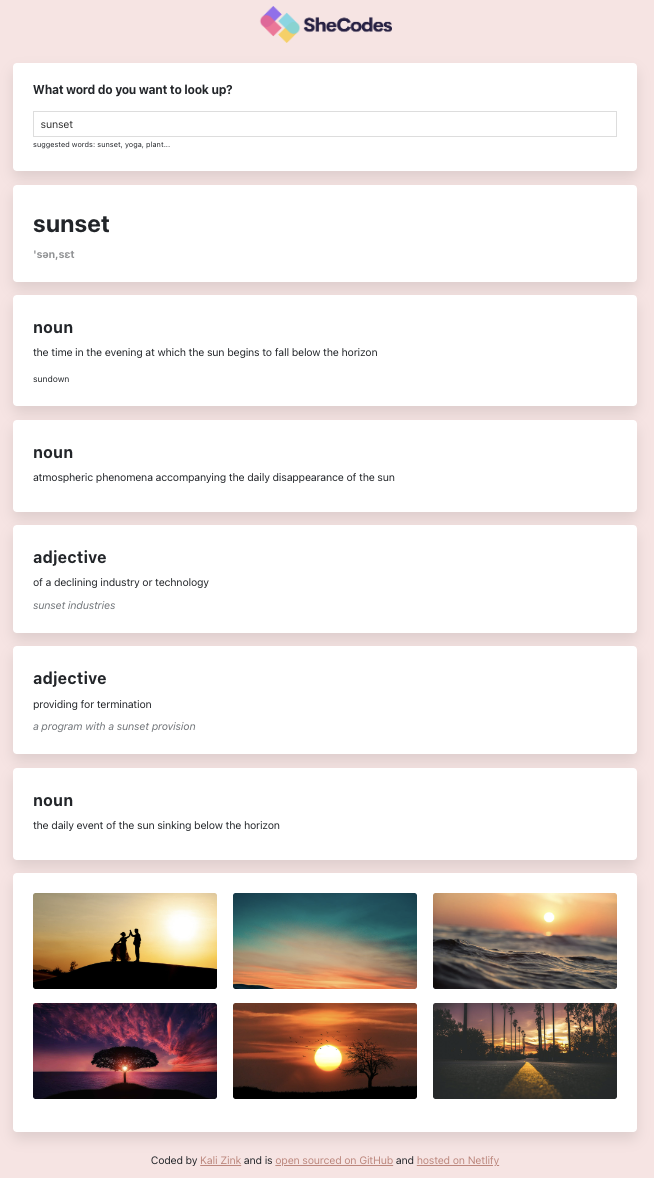 SheCodes
What word do you want to look up?
sunset
suggested words: sunset, yoga, plant...
sunset
'sən,sɛt
noun
the time in the evening at which the sun begins to fall below the horizon
sundown
noun
atmospheric phenomena accompanying the daily disappearance of the sun
adjective
of a declining industry or technology
sunset industries
adjective
providing for termination
a program with a sunset provision
noun
the daily event of the sun sinking below the horizon
Coded by Kali Zink and is open sourced on GitHub and hosted on Netlify